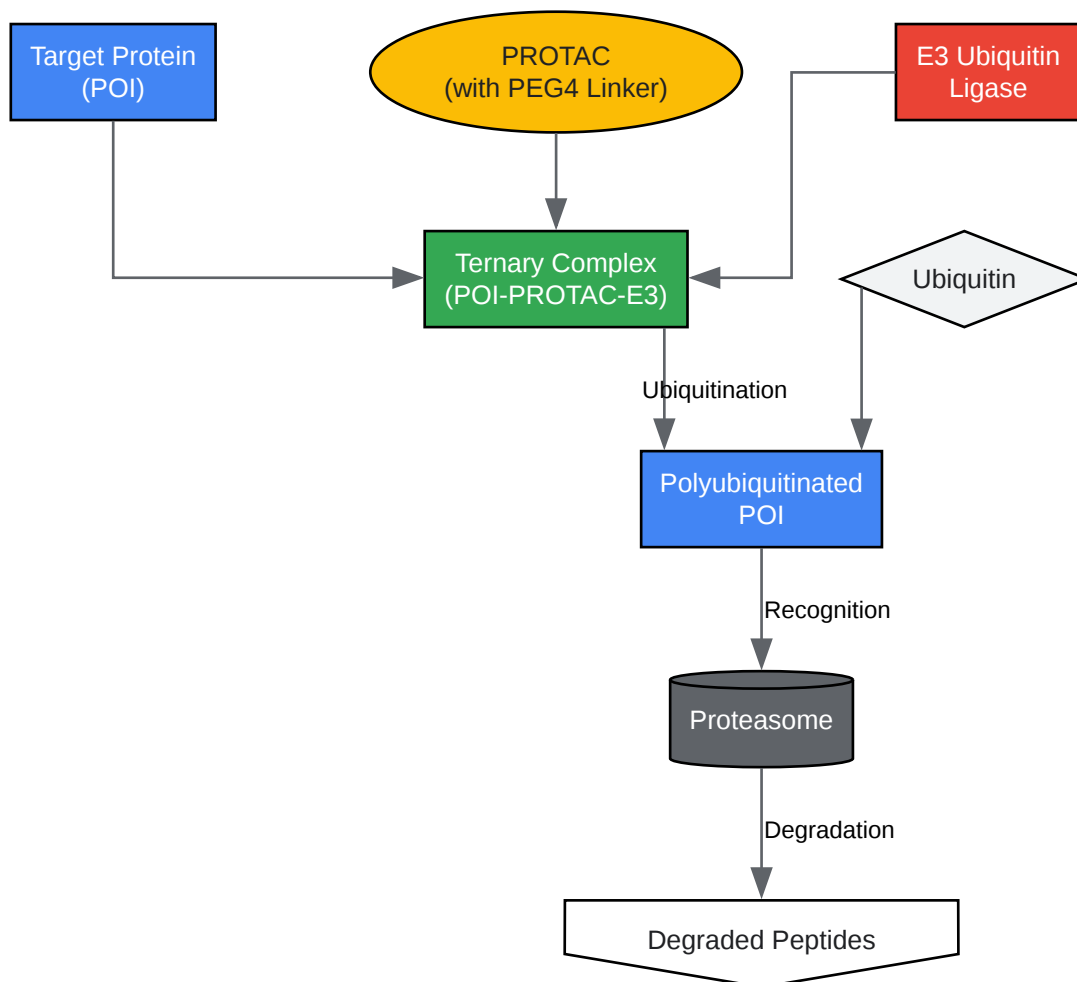 Target Protein
(POI)
PROTAC
(with PEG4 Linker)
E3 Ubiquitin
Ligase
Ternary Complex
(POI-PROTAC-E3)
Ubiquitin
Ubiquitination
Polyubiquitinated
POI
Recognition
Proteasome
Degradation
Degraded Peptides